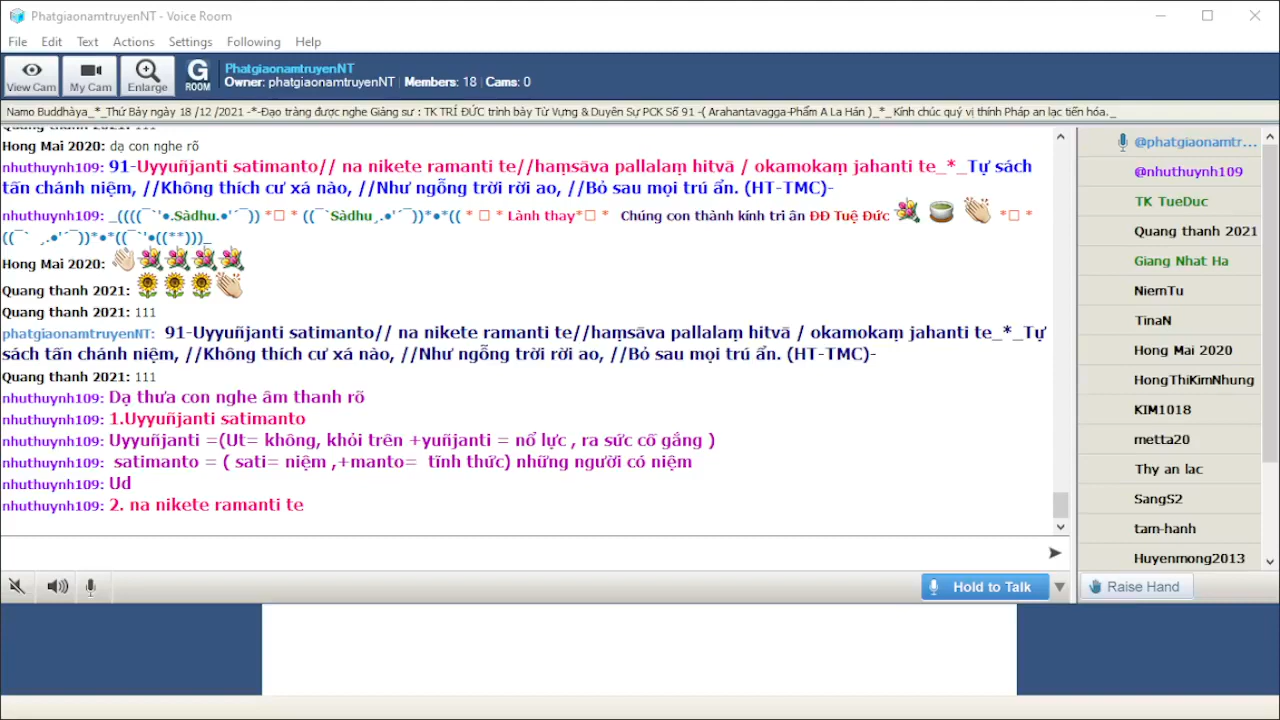 PhatgiaonamtruyenNT - Voice Room
File Edit Text Actions Settings Following Help
View Cam My Cam Enlarge G ROOM
PhatgiaonamtruyenNT
Owner: phatgiaonamtruyenNT | Members: 18 | Cams: 0
Namo Buddhàya_*_Thứ Bảy ngày 18 /12 /2021 -*-Đạo tràng được nghe Giảng sư : TK TRÍ ĐỨC trình bày Từ Vựng & Duyên Sự PCK Số 91 -( Arahantavagga-Phẩm A La Hán )_*_Kính chúc quý vị thính Pháp an lạc tiến hóa._
Quang thanh 2021: 111
Hong Mai 2020: dạ con nghe rõ
nhuthuynh109: 91-Uyyuñjanti satimanto// na nikete ramanti te//haṃsāva pallalaṃ hitvā / okamokaṃ jahanti te_*_Tự sách
tấn chánh niệm, //Không thích cư xá nào, //Như ngỗng trời rời ao, //Bỏ sau mọi trú ẩn. (HT-TMC)-
nhuthuynh109: _((((¯`'•.Sàdhu.•'´¯)) *□ * ((¯`Sàdhu¸.•'´¯))*•*(( * □ * Lành thay*□ * Chúng con thành kính tri ân ĐĐ Tuệ Đức *□ *
((¯` ¸.•'´¯))*•*((¯`'•((**)))_
Hong Mai 2020:
Quang thanh 2021:
Quang thanh 2021: 111
phatgiaonamtruyenNT: 91-Uyyuñjanti satimanto// na nikete ramanti te//haṃsāva pallalaṃ hitvā / okamokaṃ jahanti te_*_Tự
sách tấn chánh niệm, //Không thích cư xá nào, //Như ngỗng trời rời ao, //Bỏ sau mọi trú ẩn. (HT-TMC)-
Quang thanh 2021: 111
nhuthuynh109: Dạ thưa con nghe âm thanh rõ
nhuthuynh109: 1.Uyyuñjanti satimanto
nhuthuynh109: Uyyuñjanti =(Ut= không, khỏi trên +yuñjanti = nổ lực , ra sức cố gắng )
nhuthuynh109: satimanto = ( sati= niệm ,+manto= tĩnh thức) những người có niệm
nhuthuynh109: Ud
nhuthuynh109: 2. na nikete ramanti te
@phatgiaonamtr...
@nhuthuynh109
TK TueDuc
Quang thanh 2021
Giang Nhat Ha
NiemTu
TinaN
Hong Mai 2020
HongThiKimNhung
KIM1018
metta20
Thy an lac
SangS2
tam-hanh
Huyenmong2013
Hold to Talk
Raise Hand